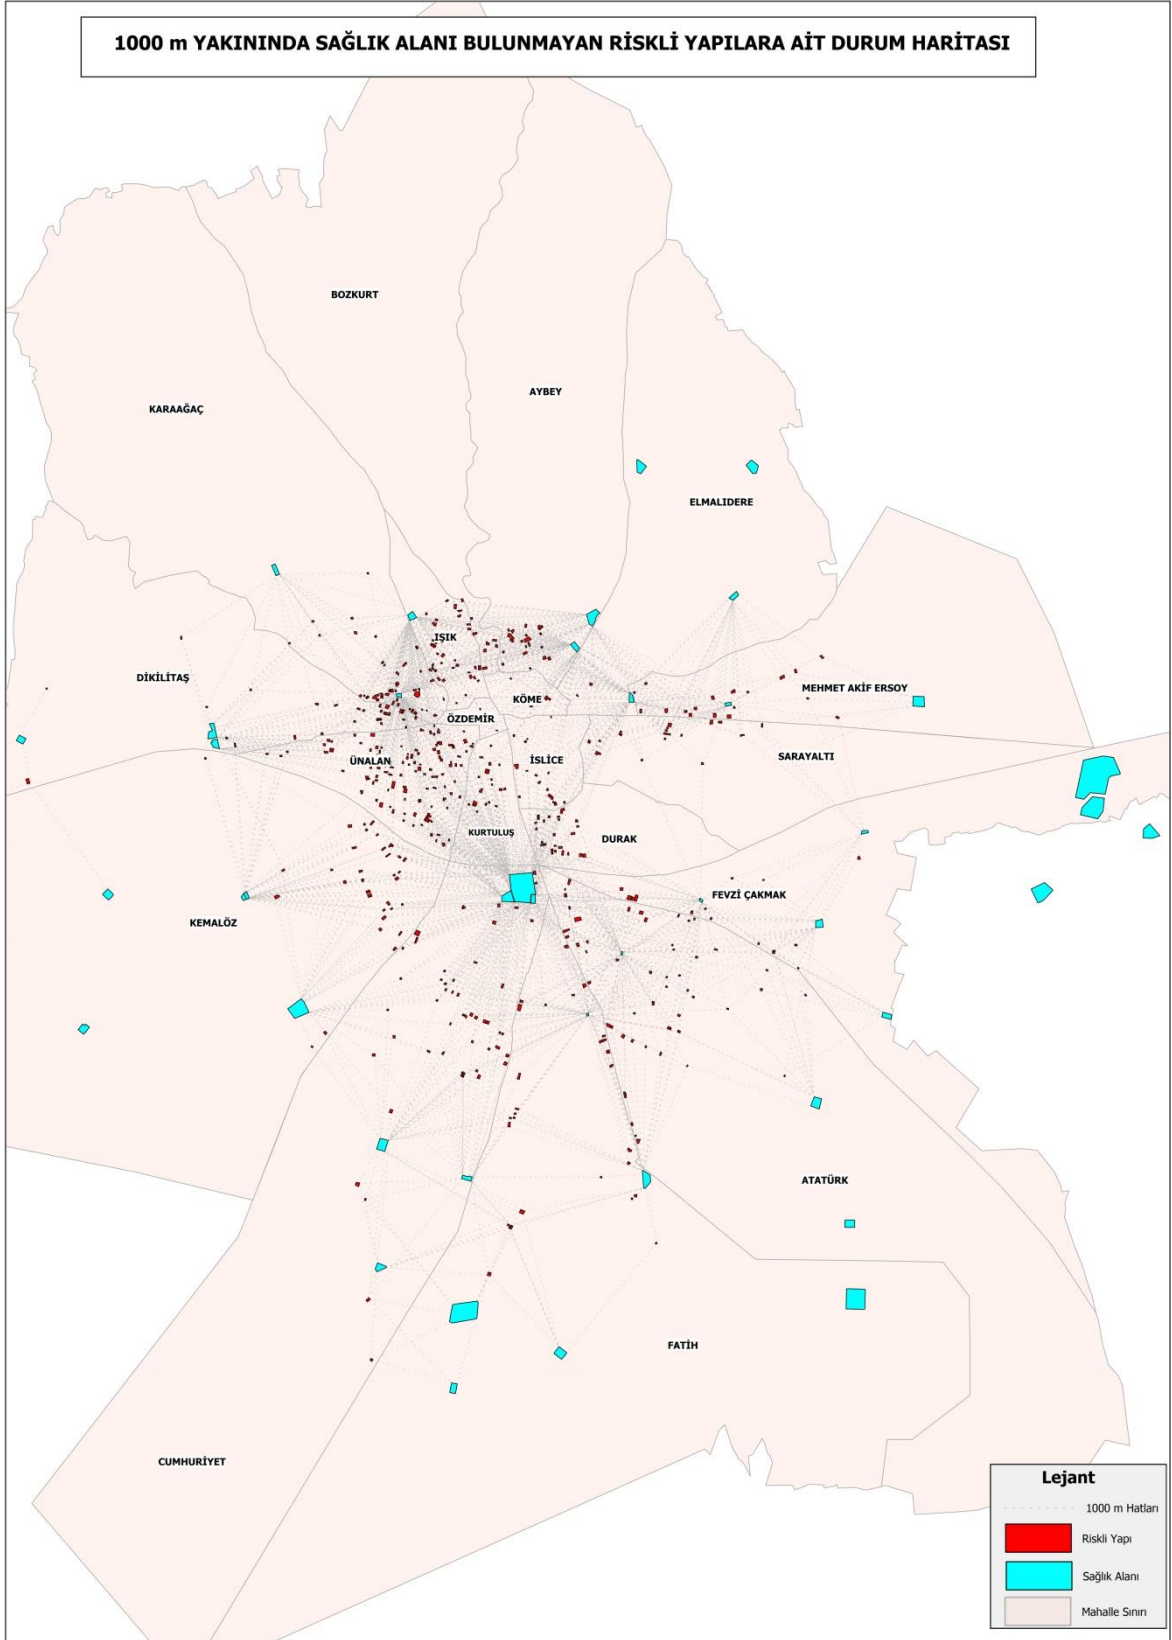 1000 m YAKININDA SAĞLIK ALANI BULUNMAYAN RİSKLİ YAPILARA AİT DURUM HARİTASI
BOZKURT
AYBEY
KARAAĞAÇ
ELMALIDERE
IŞIK
DİKİLİTAŞ
MEHMET AKİF ERSOY
KÖME
ÖZDEMİR
SARAYALTI
ÜNALAN
İSLİCE
KURTULUŞ
DURAK
FEVZİ ÇAKMAK
KEMALÖZ
ATATÜRK
FATİH
CUMHURİYET
Lejant
1000 m Hatları
Riskli Yapı
Sağlık Alanı
Mahalle Sınırı